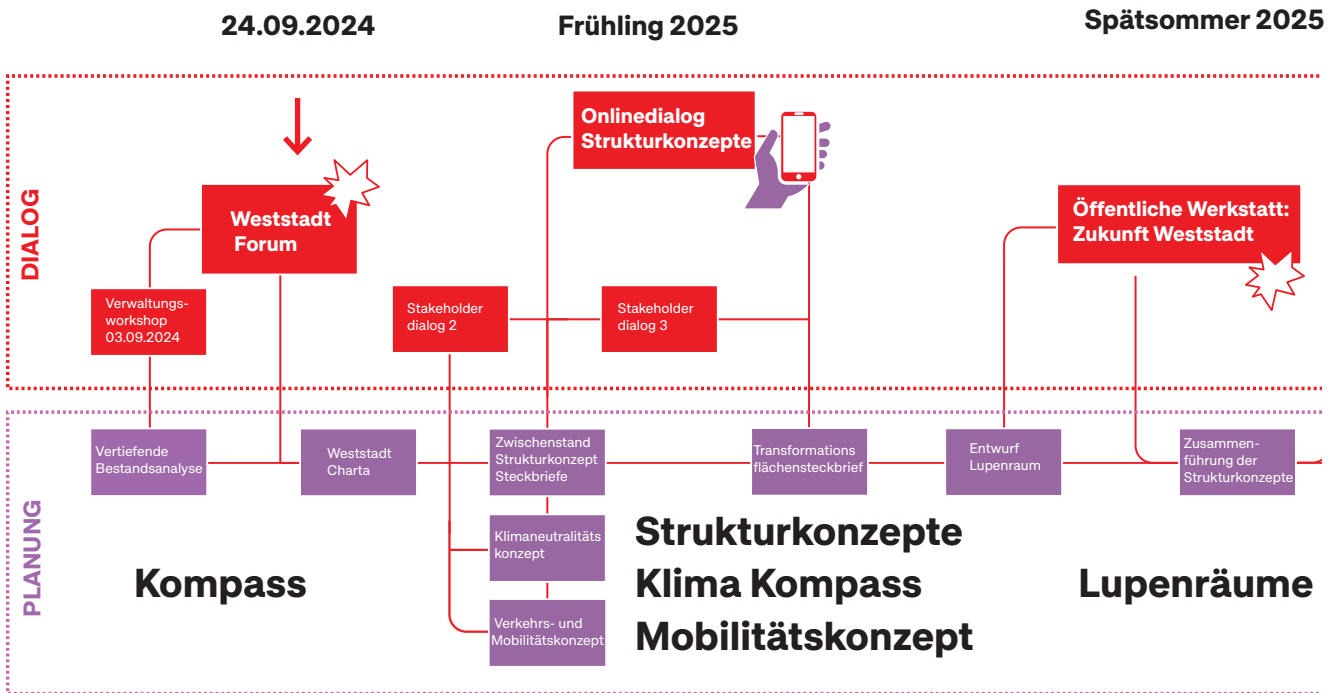 24.09.2024
Frühling 2025
Spätsommer 2025
DIALOG
Onlinedialog
Strukturkonzepte
Weststadt
Forum
Öffentliche Werkstatt:
Zukunft Weststadt
Verwaltungs-
workshop
03.09.2024
Stakeholder
dialog 2
Stakeholder
dialog 3
PLANUNG
Vertiefende
Bestandsanalyse
Weststadt
Charta
Zwischenstand
Strukturkonzept
Steckbriefe
Transformations
flächensteckbrief
Entwurf
Lupenraum
Zusammen-
führung der
Strukturkonzepte
Klimaneutralitäts
konzept
Verkehrs- und
Mobilitätskonzept
Kompass
Strukturkonzepte
Klima Kompass
Mobilitätskonzept
Lupenräume